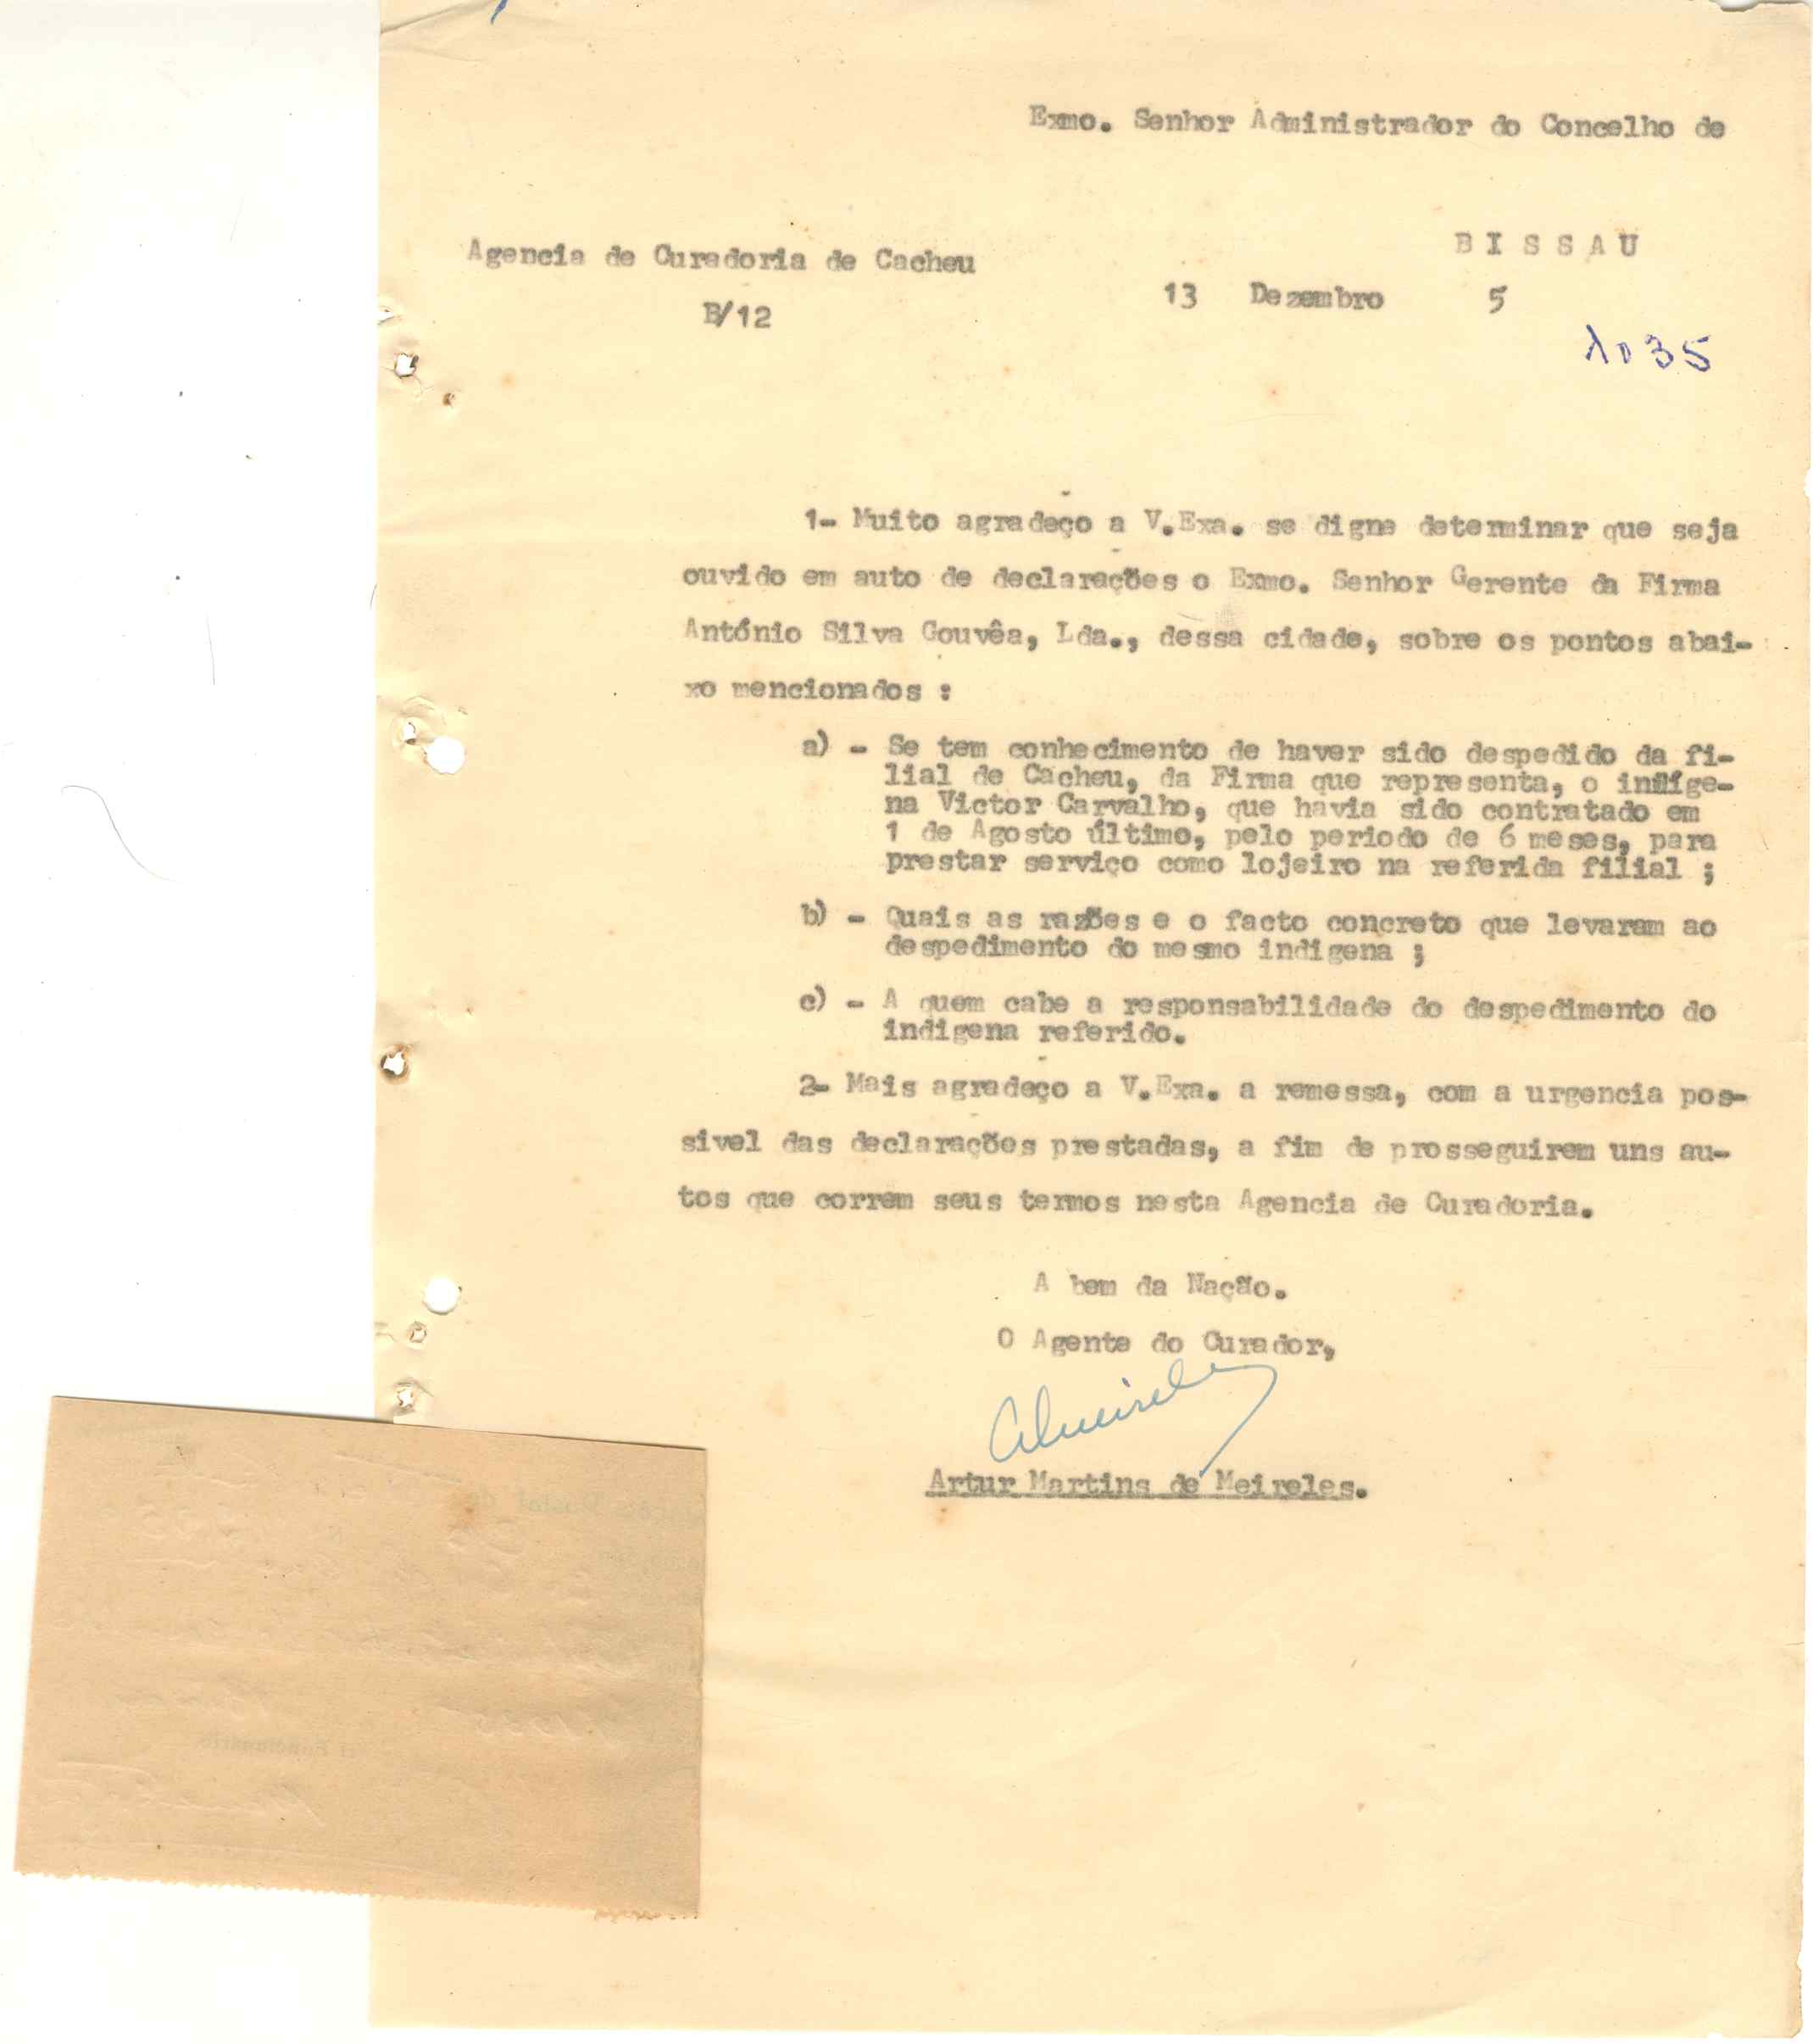 Exmo. Senhor Administrador do Concelho de
BISSAU
Agencia de Curadoria de Cacheu
13 Dezembro 5
B/12
1035
1- Muito agradeço a V.Exa. se digne determinar que seja
ouvido em auto de declarações o Exmo. Senhor Gerente da Firma
António Silva Gouvêa, Lda., dessa cidade, sobre os pontos abai-
xo mencionados :
a) - Se tem conhecimento de haver sido despedido da fi-
lial de Cacheu, da Firma que representa, o indíge-
na Victor Carvalho, que havia sido contratado em
1 de Agosto último, pelo periodo de 6 meses, para
prestar serviço como lojeiro na referida filial ;
b) - Quais as razões e o facto concreto que levaram ao
despedimento do mesmo indigena ;
c) - A quem cabe a responsabilidade do despedimento do
indigena referido.
2- Mais agradeço a V.Exa. a remessa, com a urgencia pos-
sivel das declarações prestadas, a fim de prosseguirem uns au-
tos que correm seus termos nesta Agencia de Curadoria.
A bem da Nação.
O Agente do Curador,
Artur Martins de Meireles.